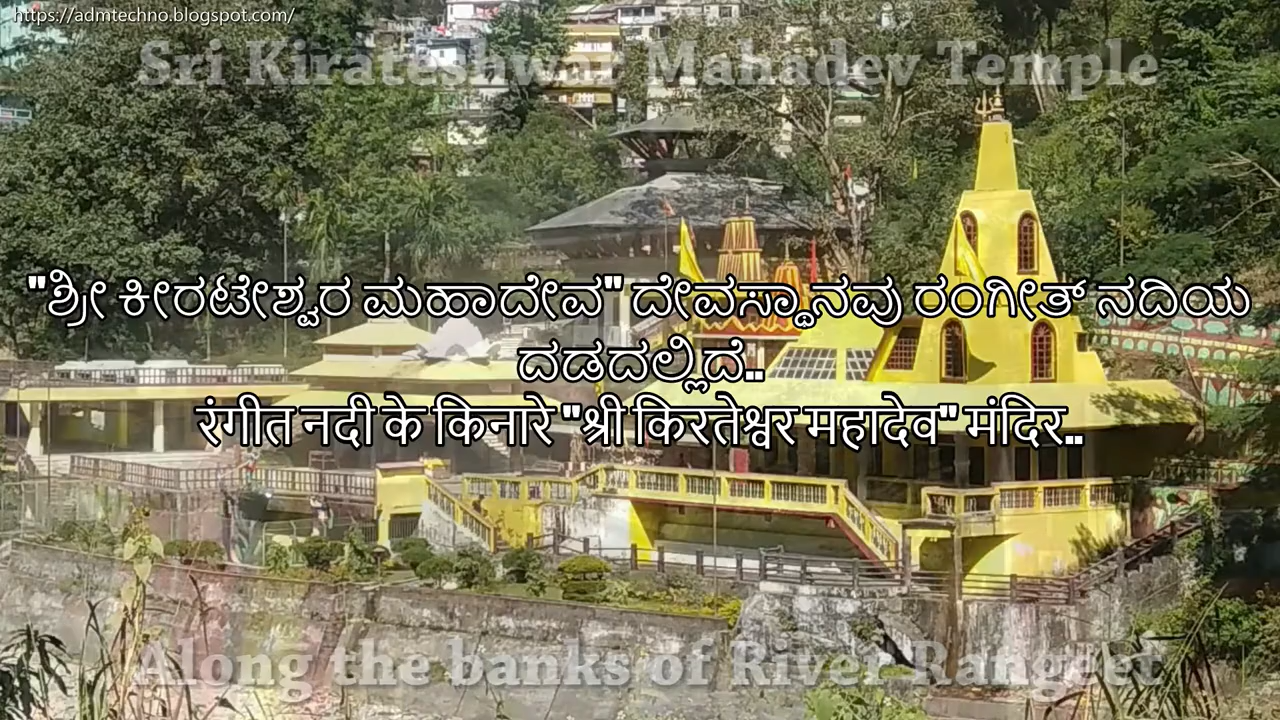 https://admtechno.blogspot.com/
Sri Kirateshwar Mahadev Temple
"ಶ್ರೀ ಕೀರಟೇಶ್ವರ ಮಹಾದೇವ" ದೇವಸ್ಥಾನವು ರಂಗೀತ್ ನದಿಯ
ದಡದಲ್ಲಿದೆ..
रंगीत नदी के किनारे "श्री किरतेश्वर महादेव" मंदिर..
Along the banks of River Rangeet